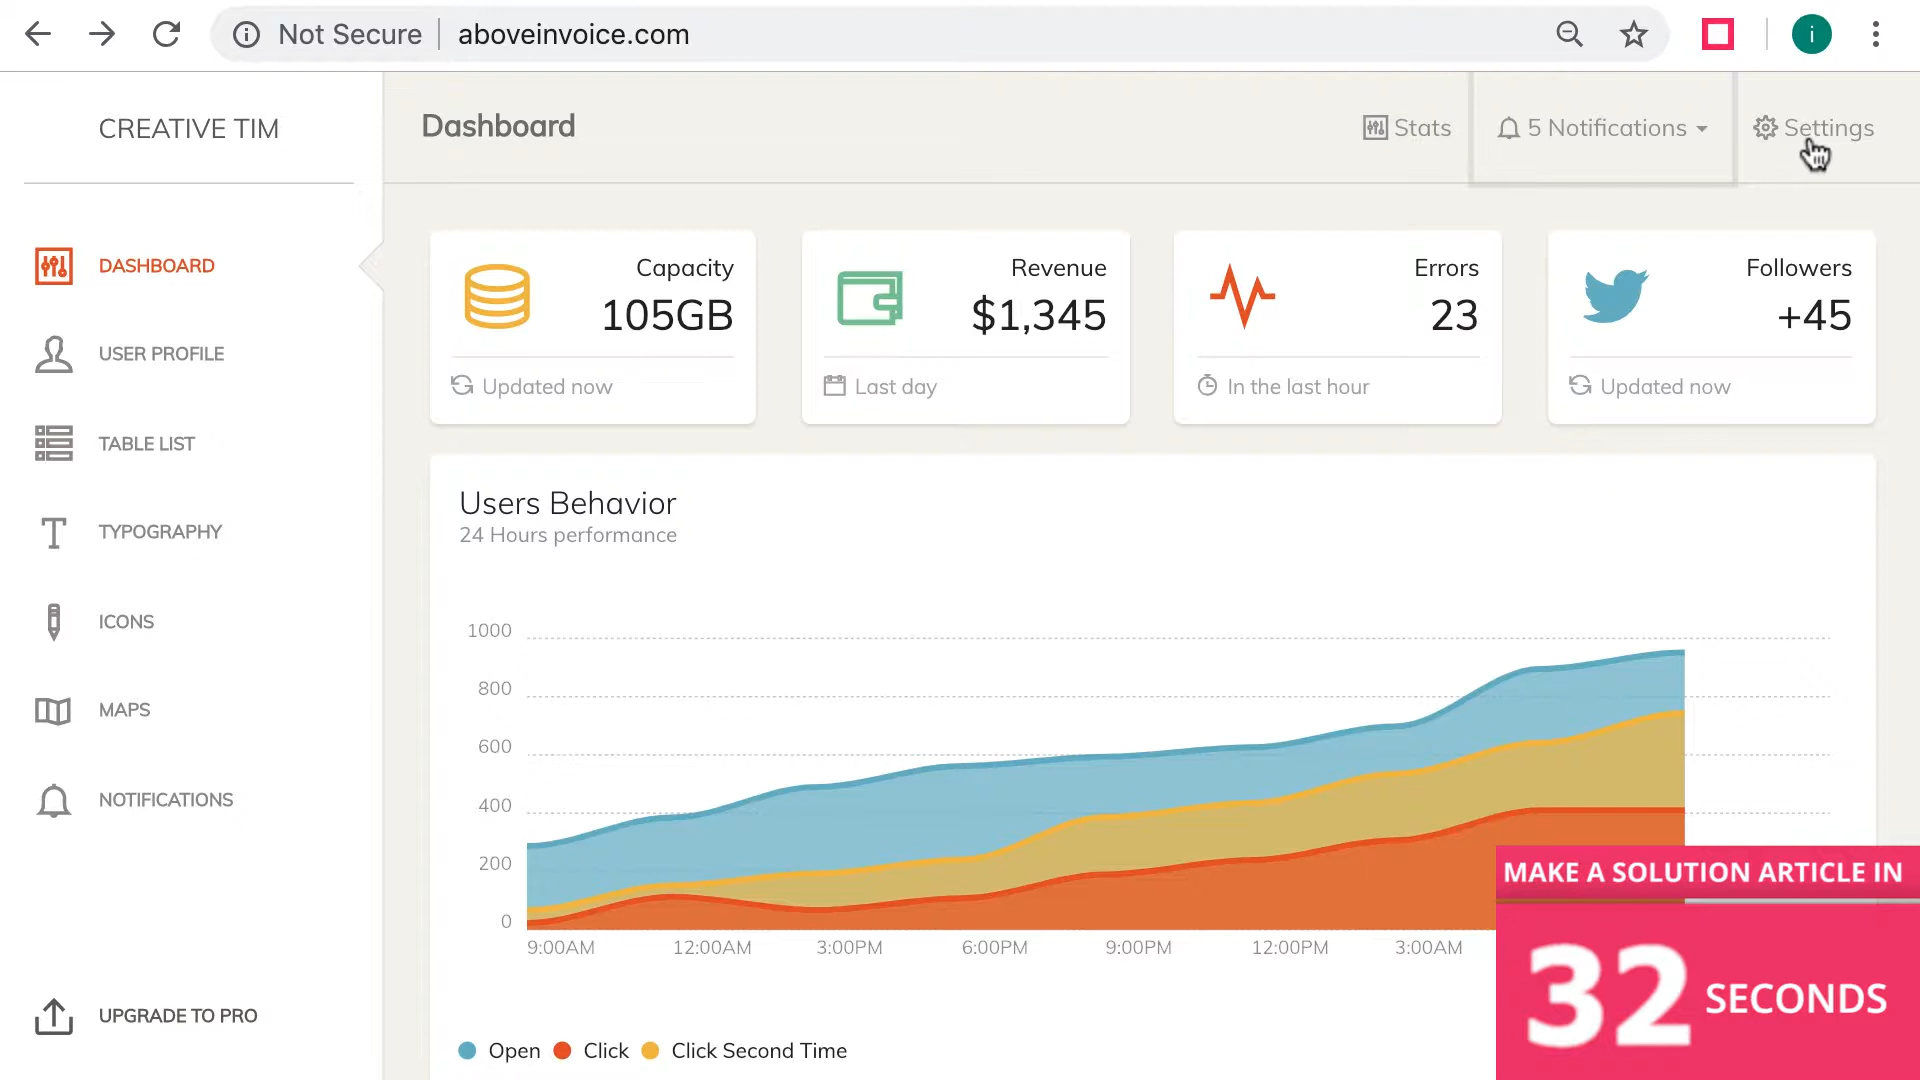 Not Secure aboveinvoice.com
i
CREATIVE TIM
Dashboard
Stats
5 Notifications
Settings
DASHBOARD
USER PROFILE
TABLE LIST
TYPOGRAPHY
ICONS
MAPS
NOTIFICATIONS
UPGRADE TO PRO
Capacity
105GB
Updated now
Revenue
$1,345
Last day
Errors
23
In the last hour
Followers
+45
Updated now
Users Behavior
24 Hours performance
1000
800
600
400
200
0
9:00AM 12:00AM 3:00PM 6:00PM 9:00PM 12:00PM 3:00AM
Open Click Click Second Time
MAKE A SOLUTION ARTICLE IN
32 SECONDS